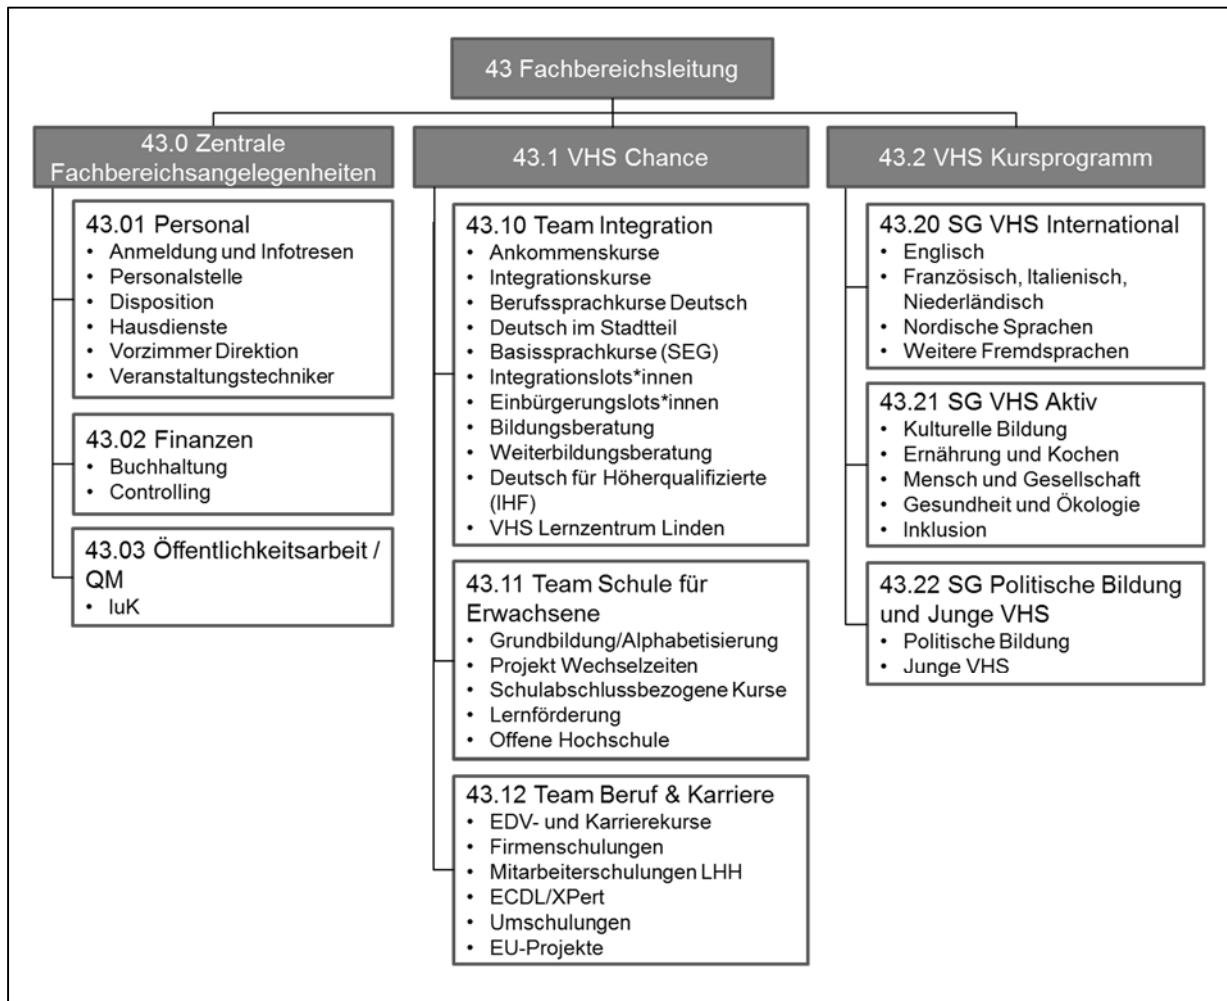 43 Fachbereichsleitung
43.0 Zentrale
Fachbereichsangelegenheiten
43.01 Personal
• Anmeldung und Infotresen
• Personalstelle
• Disposition
• Hausdienste
• Vorzimmer Direktion
• Veranstaltungstechniker
43.02 Finanzen
• Buchhaltung
• Controlling
43.03 Öffentlichkeitsarbeit /
QM
• IuK
43.1 VHS Chance
43.10 Team Integration
• Ankommenskurse
• Integrationskurse
• Berufssprachkurse Deutsch
• Deutsch im Stadtteil
• Basissprachkurse (SEG)
• Integrationslots*innen
• Einbürgerungslots*innen
• Bildungsberatung
• Weiterbildungsberatung
• Deutsch für Höherqualifizierte
(IHF)
• VHS Lernzentrum Linden
43.11 Team Schule für
Erwachsene
• Grundbildung/Alphabetisierung
• Projekt Wechselzeiten
• Schulabschlussbezogene Kurse
• Lernförderung
• Offene Hochschule
43.12 Team Beruf & Karriere
• EDV- und Karrierekurse
• Firmenschulungen
• Mitarbeiterschulungen LHH
• ECDL/XPert
• Umschulungen
• EU-Projekte
43.2 VHS Kursprogramm
43.20 SG VHS International
• Englisch
• Französisch, Italienisch,
Niederländisch
• Nordische Sprachen
• Weitere Fremdsprachen
43.21 SG VHS Aktiv
• Kulturelle Bildung
• Ernährung und Kochen
• Mensch und Gesellschaft
• Gesundheit und Ökologie
• Inklusion
43.22 SG Politische Bildung
und Junge VHS
• Politische Bildung
• Junge VHS